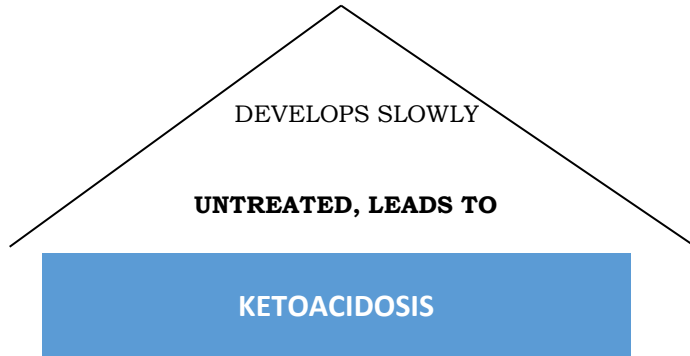 DEVELOPS SLOWLY
UNTREATED, LEADS TO
KETOACIDOSIS